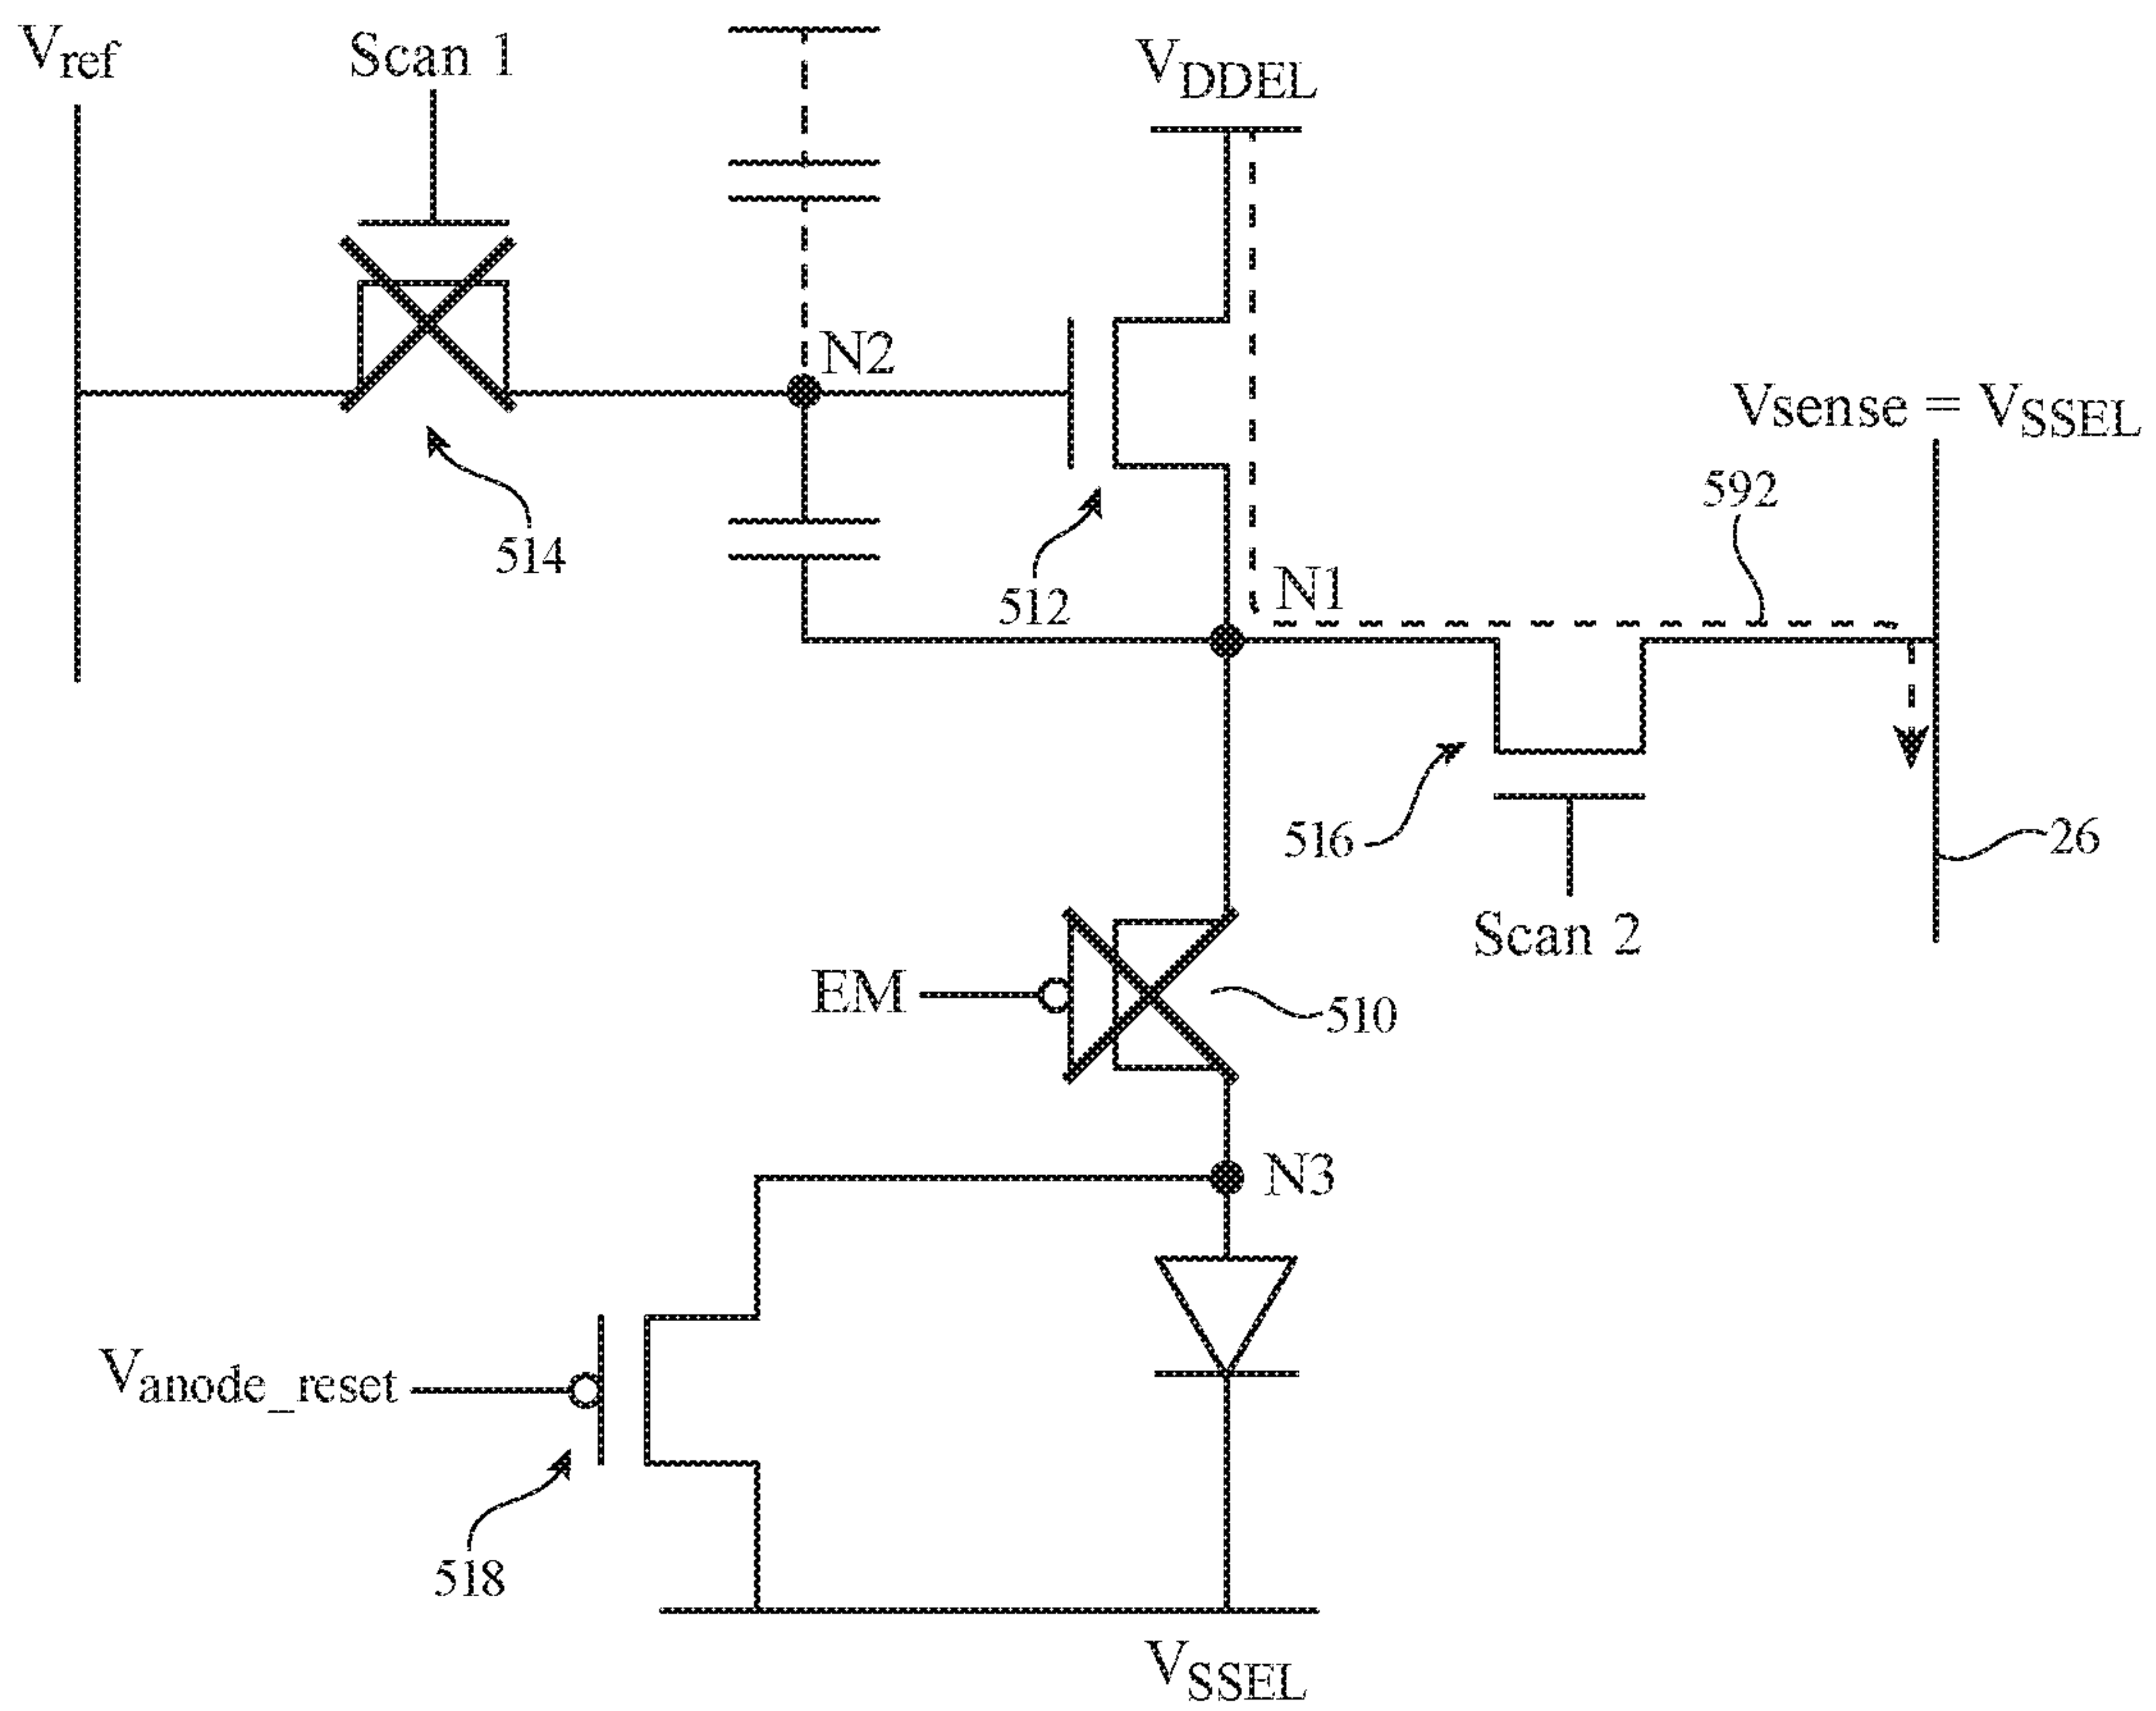 Vref
Scan 1
VDDEL
N2
Vsense = VSSEL
592
514
512
N1
516
26
Scan 2
EM
510
N3
Vanode_reset
518
VSSEL